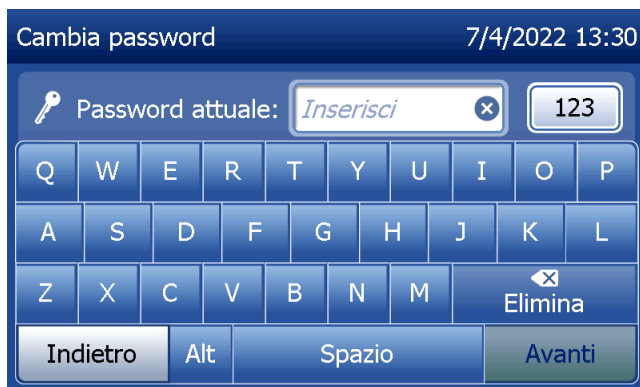 Cambia password 7/4/2022 13:30
Password attuale: Inserisci 123
Q W E R T Y U I O P
A S D F G H J K L
Z X C V B N M Elimina
Indietro Alt Spazio Avanti